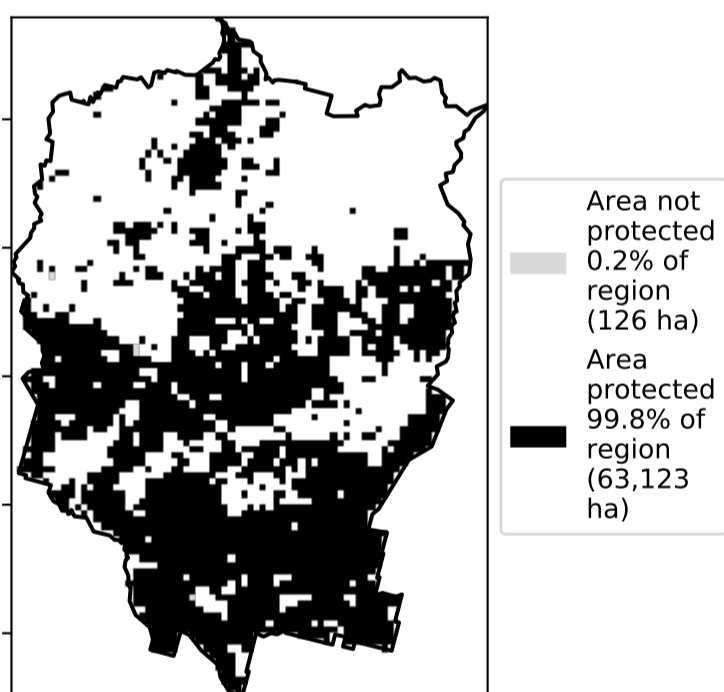 Area not
protected
0.2% of
region
(126 ha)
Area
protected
99.8% of
region
(63,123
ha)